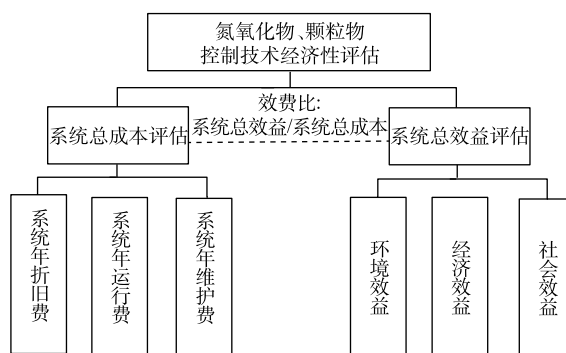 氮氧化物、颗粒物
控制技术经济性评估
效费比:
系统总效益/系统总成本
系统总成本评估
系统总效益评估
系统年折旧费
系统年运行费
系统年维护费
环境效益
经济效益
社会效益